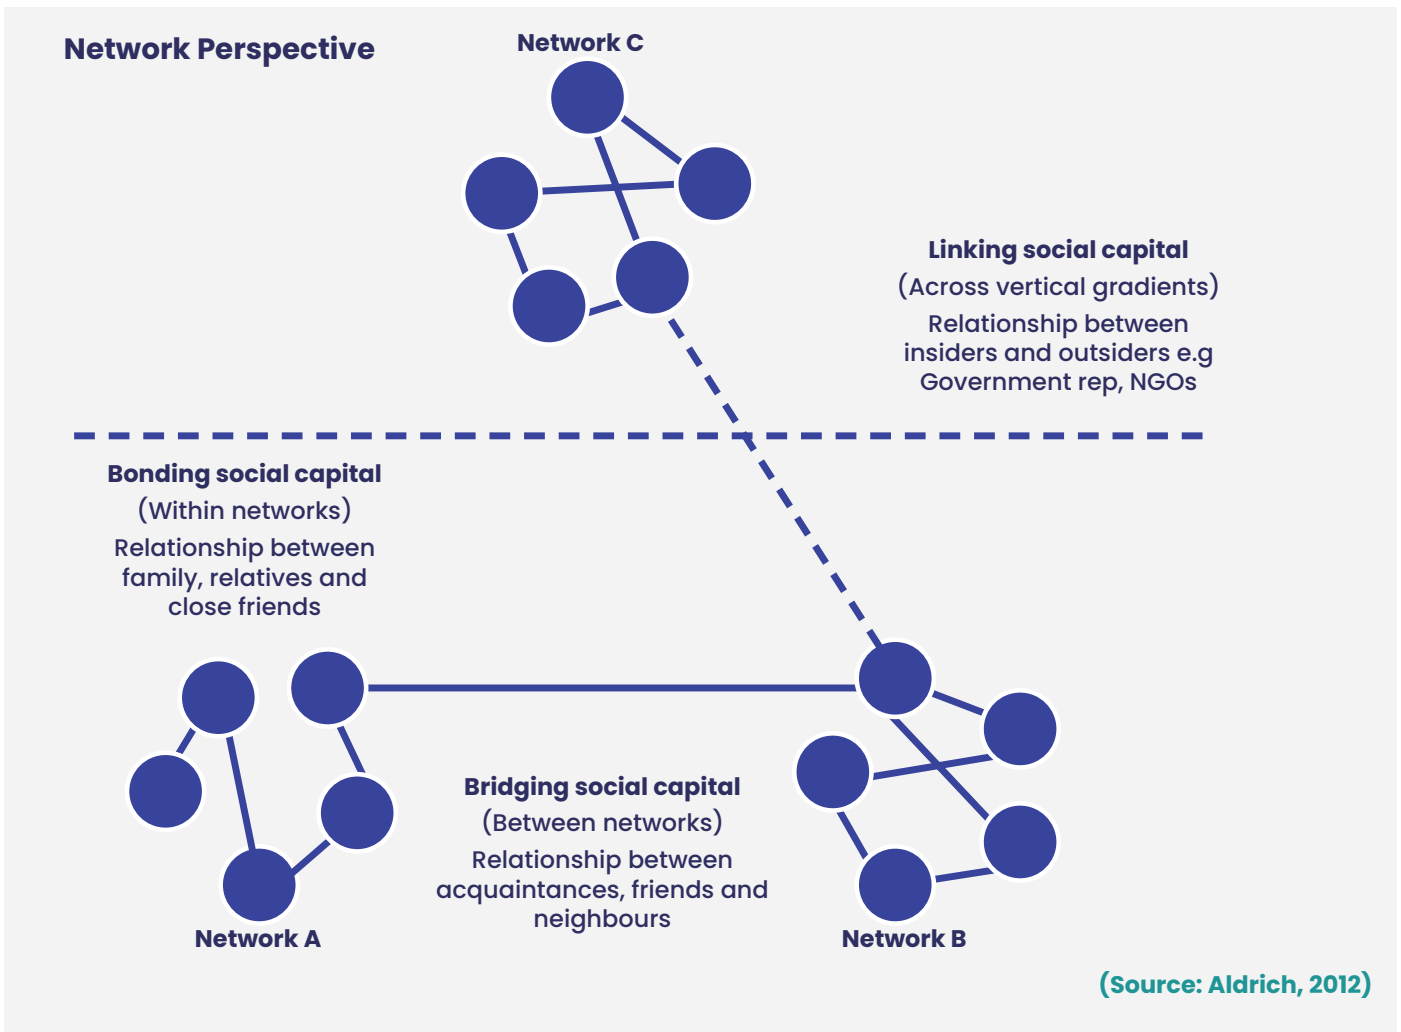 Network Perspective
Network C
Linking social capital
(Across vertical gradients)
Relationship between
insiders and outsiders e.g
Government rep, NGOs
Bonding social capital
(Within networks)
Relationship between
family, relatives and
close friends
Bridging social capital
(Between networks)
Relationship between
acquaintances, friends and
neighbours
Network A
Network B
(Source: Aldrich, 2012)